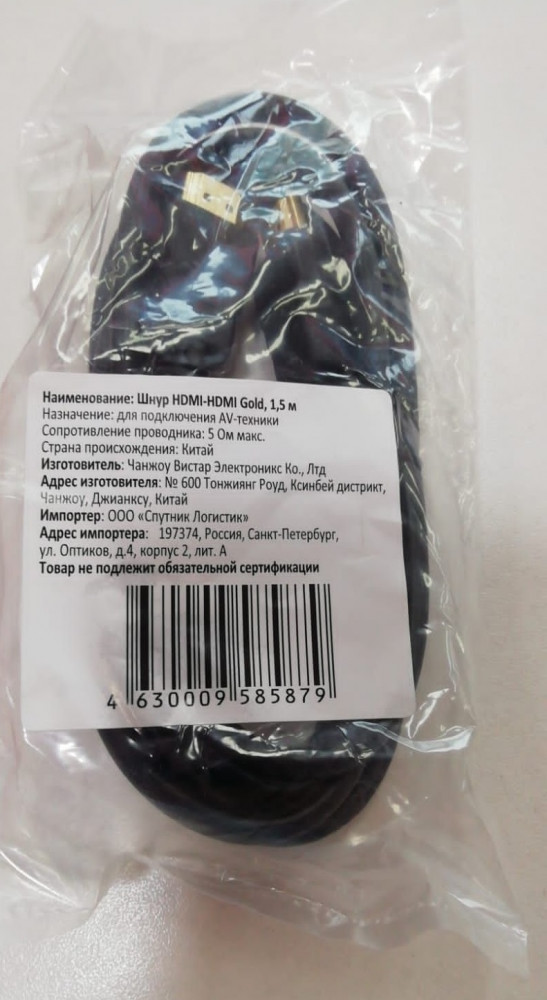 Наименование: Шнур HDMI-HDMI Gold, 1,5 м
Назначение: для подключения AV-техники
Сопротивление проводника: 5 Ом макс.
Страна происхождения: Китай
Изготовитель: Чанжоу Вистар Электроникс Ко., Лтд
Адрес изготовителя: № 600 Тонжиянг Роуд, Ксинбей дистрикт,
Чанжоу, Джианксу, Китай
Импортер: ООО «Спутник Логистик»
Адрес импортера: 197374, Россия, Санкт-Петербург,
ул. Оптиков, д.4, корпус 2, лит. А
Товар не подлежит обязательной сертификации
4 630009 585879